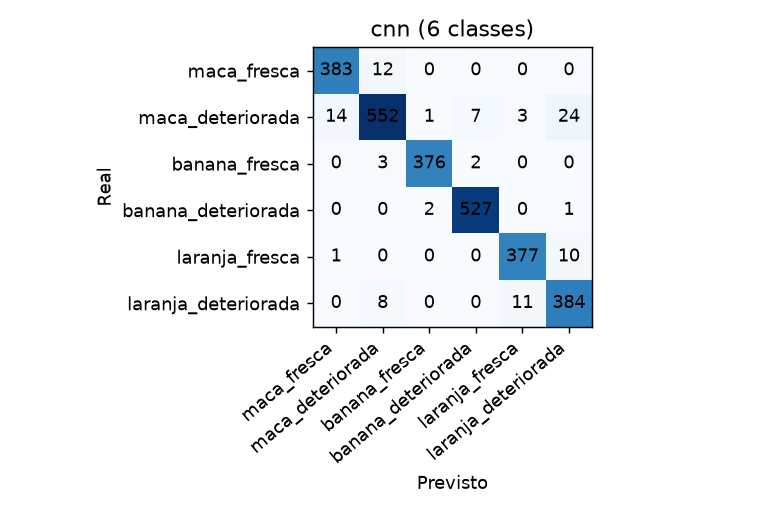 cnn (6 classes)
maca_fresca 383 12 0 0 0 0
maca_deteriorada 14 552 1 7 3 24
banana_fresca 0 3 376 2 0 0
banana_deteriorada 0 0 2 527 0 1
laranja_fresca 1 0 0 0 377 10
laranja_deteriorada 0 8 0 0 11 384
Real
maca_fresca
maca_deteriorada
banana_fresca
banana_deteriorada
laranja_fresca
laranja_deteriorada
Previsto